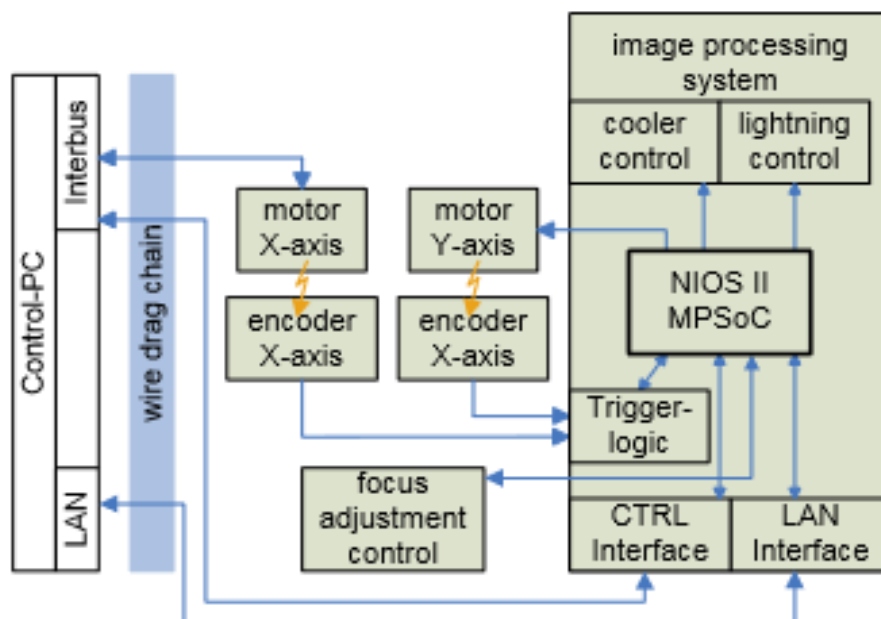 image processing
system
cooler
control
lightning
control
Control-PC
Interbus
LAN
wire drag chain
motor
X-axis
motor
Y-axis
encoder
X-axis
encoder
X-axis
NIOS II
MPSoC
Trigger-
logic
focus
adjustment
control
CTRL
Interface
LAN
Interface